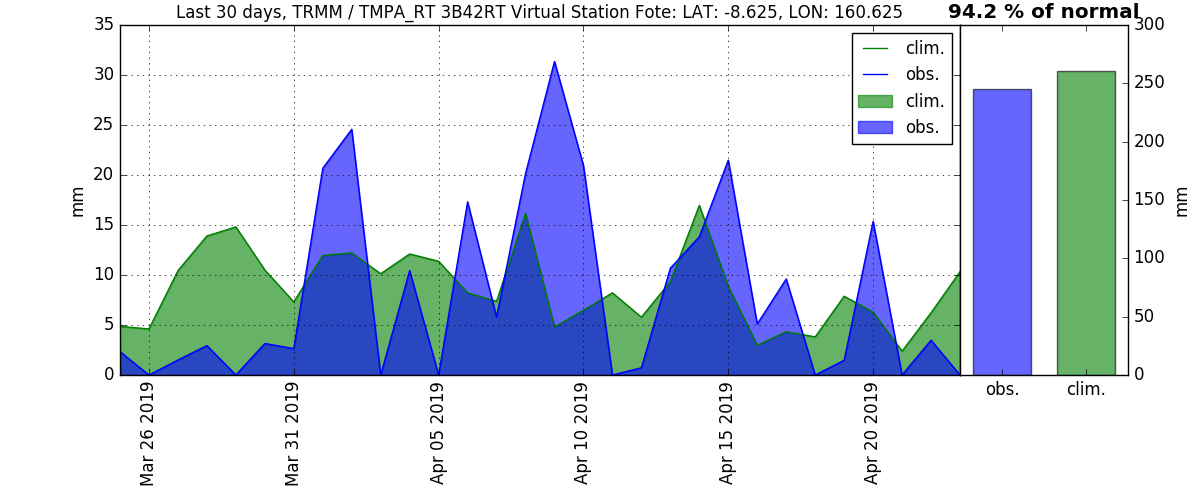 Last 30 days, TRMM / TMPA_RT 3B42RT Virtual Station Fote: LAT: -8.625, LON: 160.625
94.2 % of normal
35
30
25
20
15
10
5
0
mm
clim.
obs.
clim.
obs.
Mar 26 2019
Mar 31 2019
Apr 05 2019
Apr 10 2019
Apr 15 2019
Apr 20 2019
300
250
200
150
100
50
0
mm
obs.
clim.